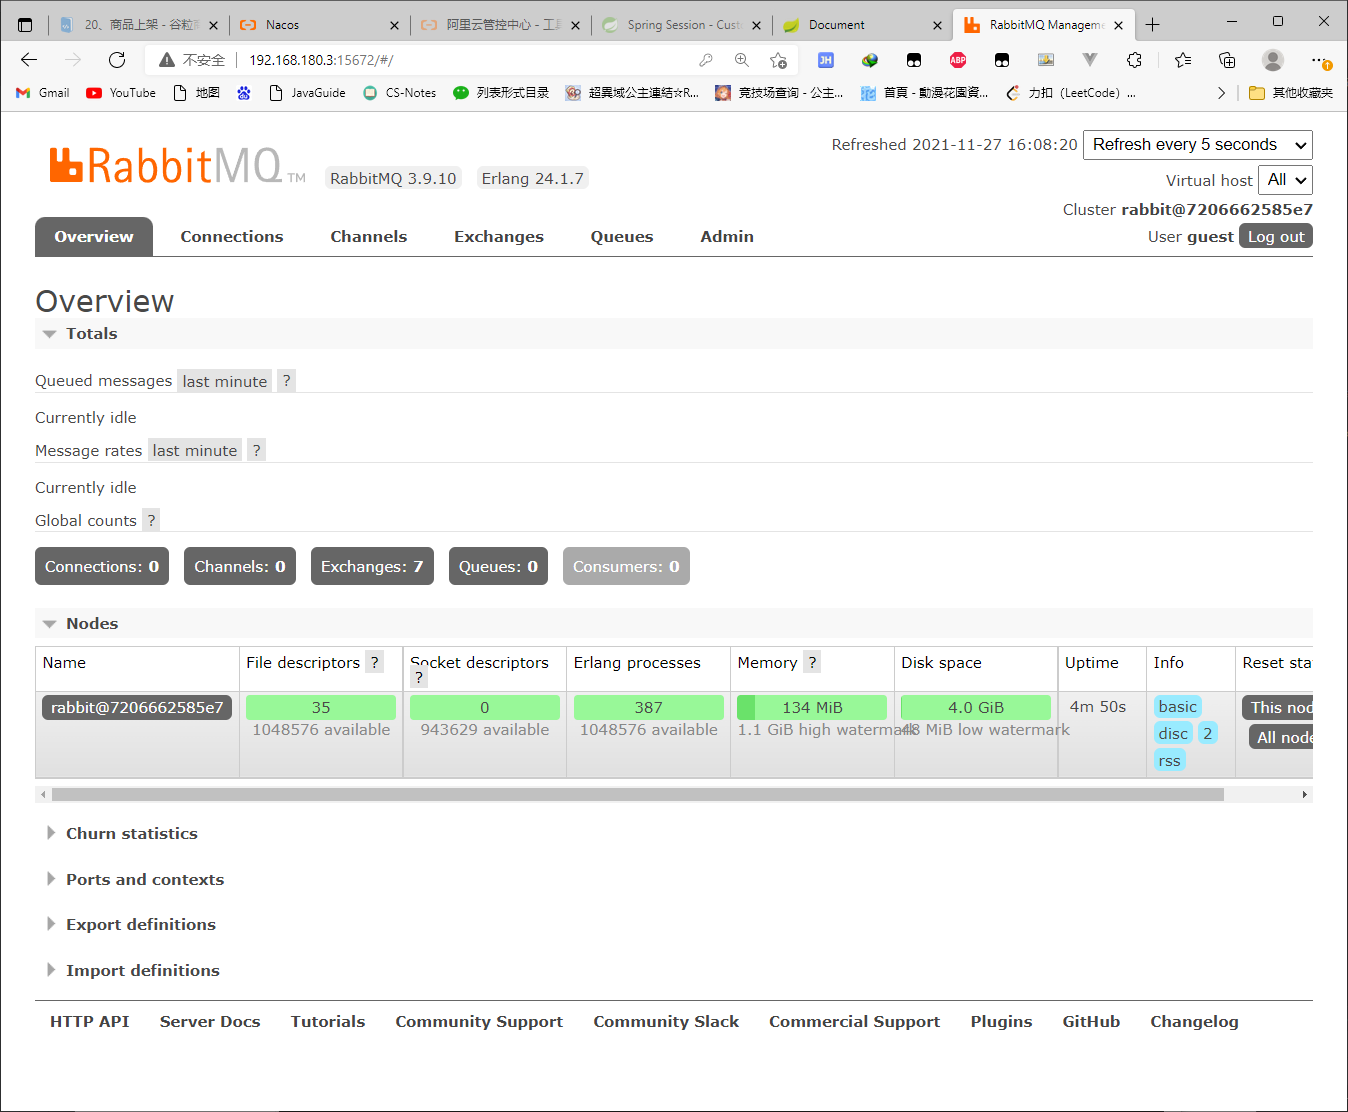 20、商品上架 - 谷粒
Nacos
阿里云管控中心 - 工
Spring Session - Cust
Document
RabbitMQ Manageme
不安全
192.168.180.3:15672/#/
JH
ABP
Gmail
YouTube
地图
JavaGuide
CS-Notes
列表形式目录
超異域公主連結☆R...
竞技场查询 - 公主...
首頁 - 動漫花園資...
力扣（LeetCode）...
其他收藏夹
RabbitMQ TM
RabbitMQ 3.9.10
Erlang 24.1.7
Refreshed 2021-11-27 16:08:20
Refresh every 5 seconds
Virtual host
All
Cluster rabbit@7206662585e7
User guest
Log out
Overview
Connections
Channels
Exchanges
Queues
Admin
Overview
Totals
Queued messages last minute ?
Currently idle
Message rates last minute ?
Currently idle
Global counts ?
Connections: 0
Channels: 0
Exchanges: 7
Queues: 0
Consumers: 0
Nodes
Name
File descriptors ?
Socket descriptors ?
Erlang processes
Memory ?
Disk space
Uptime
Info
Reset sta
rabbit@7206662585e7
35
1048576 available
0
943629 available
387
1048576 available
134 MiB
1.1 GiB high watermark
4.0 GiB
48 MiB low watermark
4m 50s
basic
disc 2
rss
This nod
All node
Churn statistics
Ports and contexts
Export definitions
Import definitions
HTTP API
Server Docs
Tutorials
Community Support
Community Slack
Commercial Support
Plugins
GitHub
Changelog